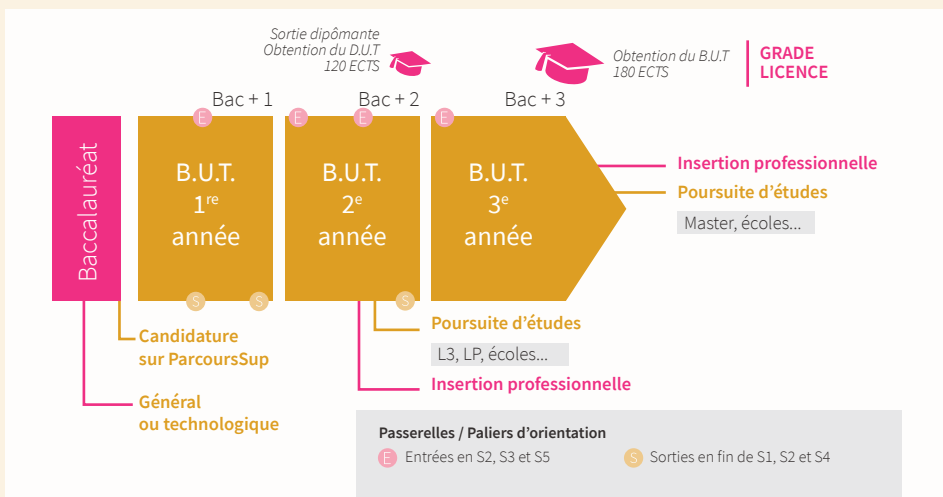 Sortie dipômante
Obtention du D.U.T
120 ECTS
Obtention du B.U.T
180 ECTS
GRADE
LICENCE
Bac + 1
Bac + 2
Bac + 3
E
E
E
E
Baccalauréat
B.U.T.
1re
année
B.U.T.
2e
année
B.U.T.
3e
année
Insertion professionnelle
Poursuite d'études
Master, écoles...
S
S
S
Candidature
sur ParcoursSup
Général
ou technologique
Poursuite d'études
L3, LP, écoles...
Insertion professionnelle
Passerelles / Paliers d'orientation
E Entrées en S2, S3 et S5
S Sorties en fin de S1, S2 et S4